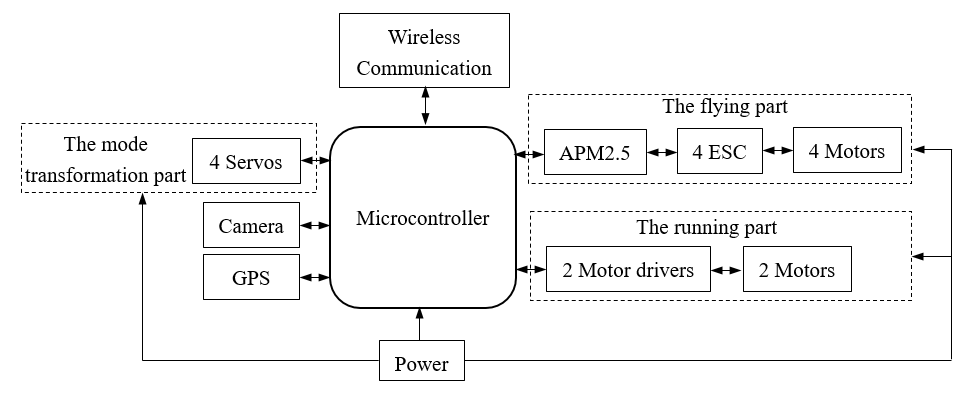 Wireless
Communication
The flying part
APM2.5
4 ESC
4 Motors
The mode
transformation part
4 Servos
Microcontroller
Camera
GPS
The running part
2 Motor drivers
2 Motors
Power